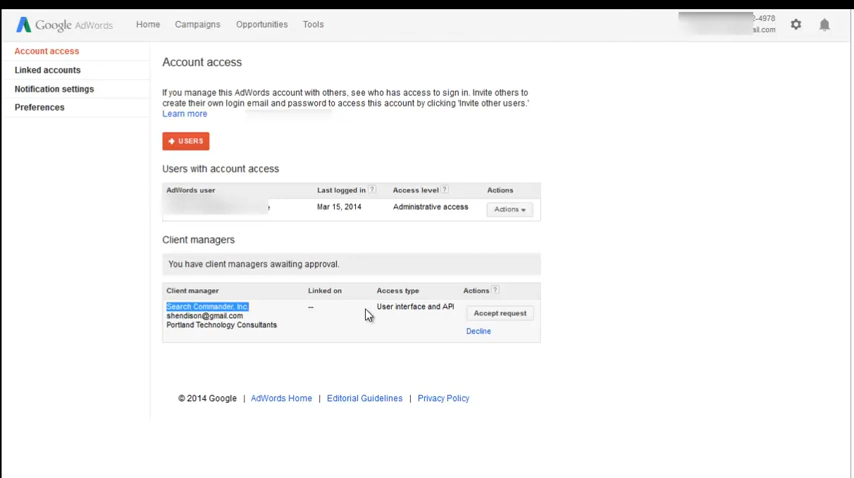 Google AdWords Home Campaigns Opportunities Tools
-4978
ail.com
Account access
Linked accounts
Notification settings
Preferences
Account access
If you manage this AdWords account with others, see who has access to sign in. Invite others to
create their own login email and password to access this account by clicking 'Invite other users.'
Learn more
+ USERS
Users with account access
AdWords user Last logged in ? Access level ? Actions
Mar 15, 2014 Administrative access Actions
Client managers
You have client managers awaiting approval.
Client manager Linked on Access type Actions ?
Search Commander, Inc. -- User interface and API Accept request
shendison@gmail.com
Portland Technology Consultants
Decline
© 2014 Google | AdWords Home | Editorial Guidelines | Privacy Policy